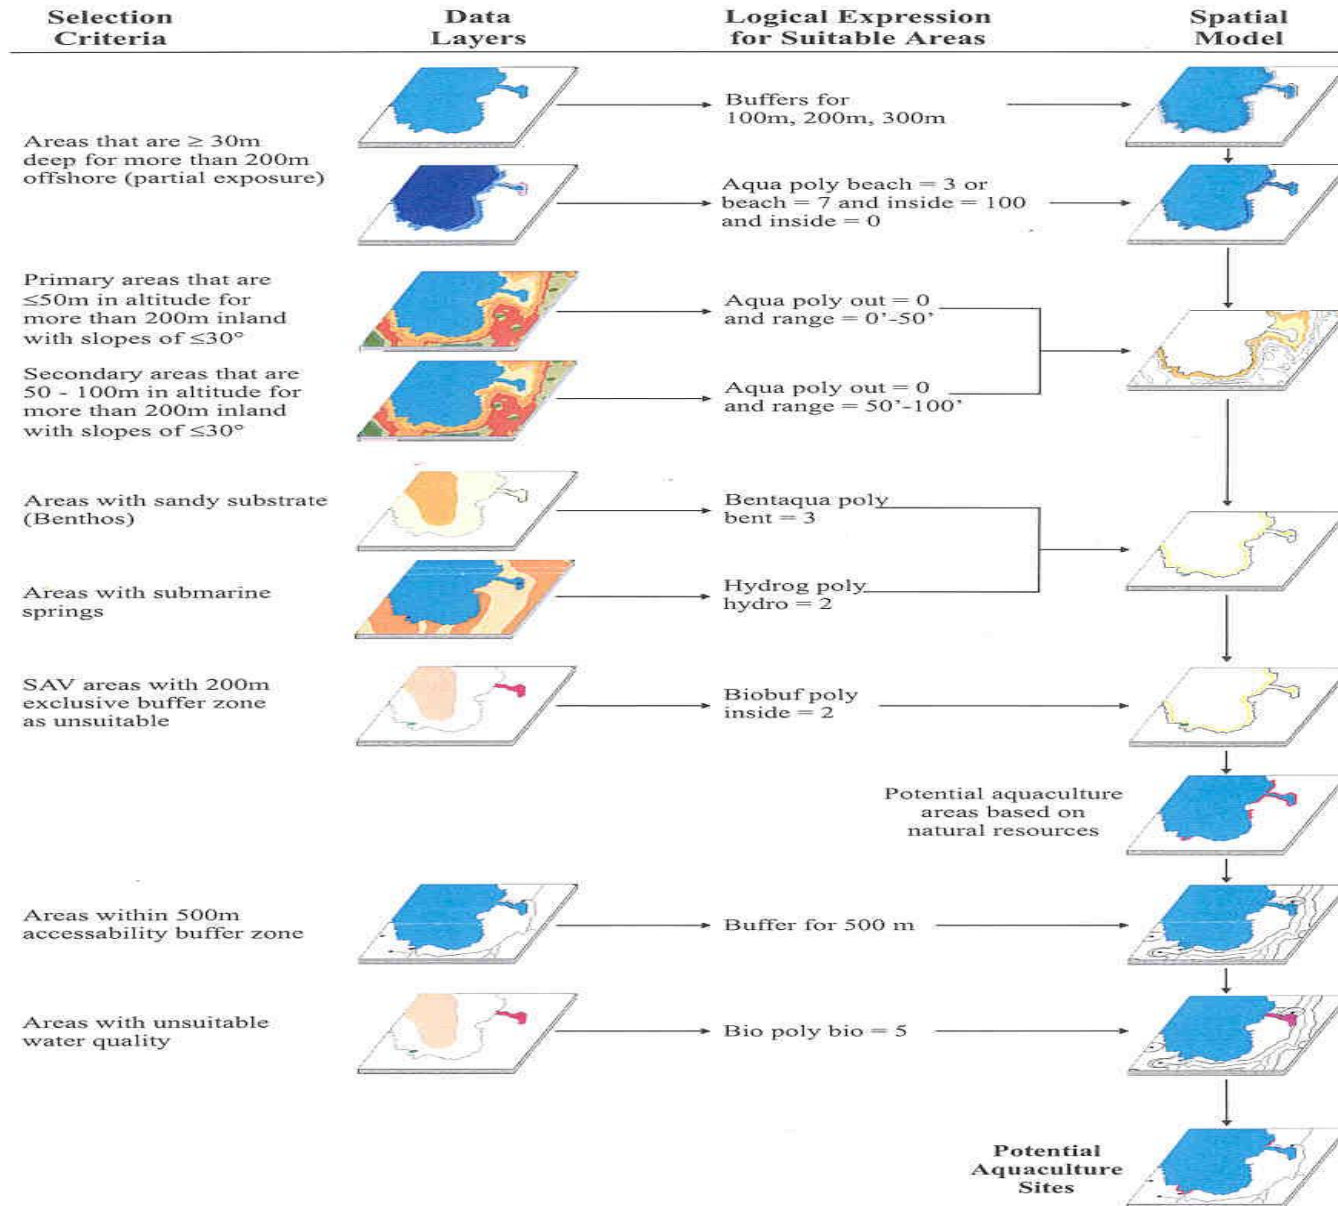 Selection
Criteria
Data
Layers
Logical Expression
for Suitable Areas
Spatial
Model
Areas that are ≥ 30m
deep for more than 200m
offshore (partial exposure)
Buffers for
100m, 200m, 300m
Aqua poly beach = 3 or
beach = 7 and inside = 100
and inside = 0
Primary areas that are
≤50m in altitude for
more than 200m inland
with slopes of ≤30°
Aqua poly out = 0
and range = 0’-50’
Secondary areas that are
50 - 100m in altitude for
more than 200m inland
with slopes of ≤30°
Aqua poly out = 0
and range = 50’-100’
Areas with sandy substrate
(Benthos)
Bentaqua poly
bent = 3
Areas with submarine
springs
Hydrog poly
hydro = 2
SAV areas with 200m
exclusive buffer zone
as unsuitable
Biobuf poly
inside = 2
Potential aquaculture
areas based on
natural resources
Areas within 500m
accessability buffer zone
Buffer for 500 m
Areas with unsuitable
water quality
Bio poly bio = 5
Potential
Aquaculture
Sites